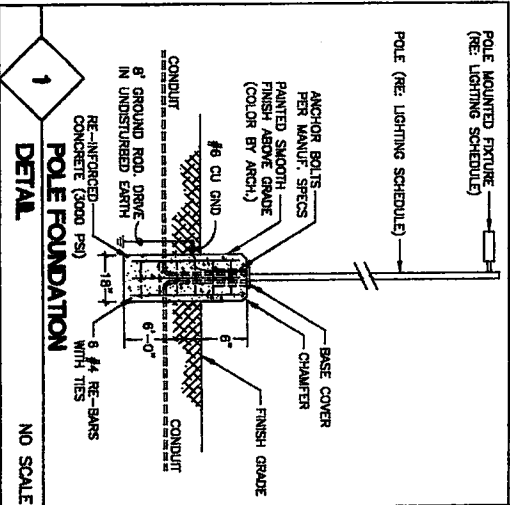 POLE MOUNTED FIXTURE
(RE: LIGHTING SCHEDULE)
POLE (RE: LIGHTING SCHEDULE)
ANCHOR BOLTS
PER MANUF. SPECS
PAINTED SMOOTH
FINISH ABOVE GRADE
(COLOR BY ARCH.)
#6 CU GND
8' GROUND ROD. DRIVE
IN UNDISTURBED EARTH
CONDUIT
BASE COVER
CHAMFER
FINISH GRADE
6"
6'-0"
CONDUIT
18"
RE-INFORCED
CONCRETE (3000 PSI)
6 #4 RE-BARS
WITH TIES
1
POLE FOUNDATION
DETAIL
NO SCALE